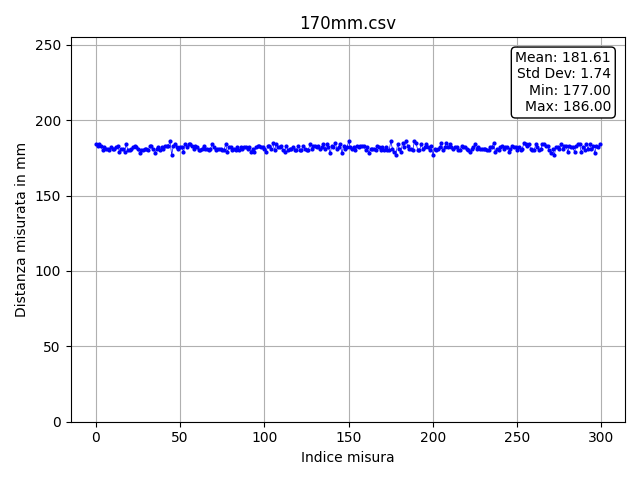 170mm.csv
Mean: 181.61
Std Dev: 1.74
Min: 177.00
Max: 186.00
Distanza misurata in mm
250
200
150
100
50
0
0 50 100 150 200 250 300
Indice misura